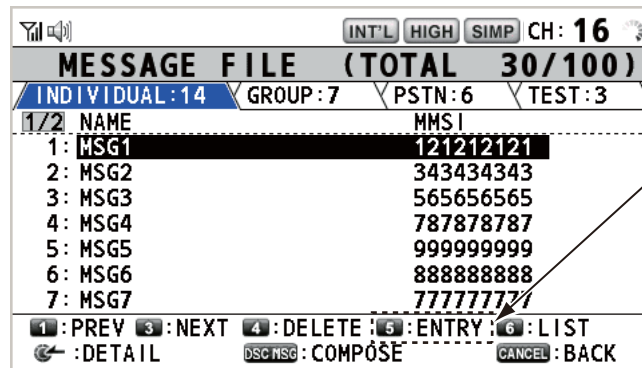 INT'L HIGH SIMP CH: 16
MESSAGE FILE (TOTAL 30/100)
INDIVIDUAL:14 GROUP:7 PSTN:6 TEST:3
1/2 NAME MMSI
1: MSG1 121212121
2: MSG2 343434343
3: MSG3 565656565
4: MSG4 787878787
5: MSG5 999999999
6: MSG6 888888888
7: MSG7 777777777
1 :PREV 3 :NEXT 4 :DELETE 5 :ENTRY 6 :LIST
:DETAIL DSC MSG :COMPOSE CANCEL :BACK